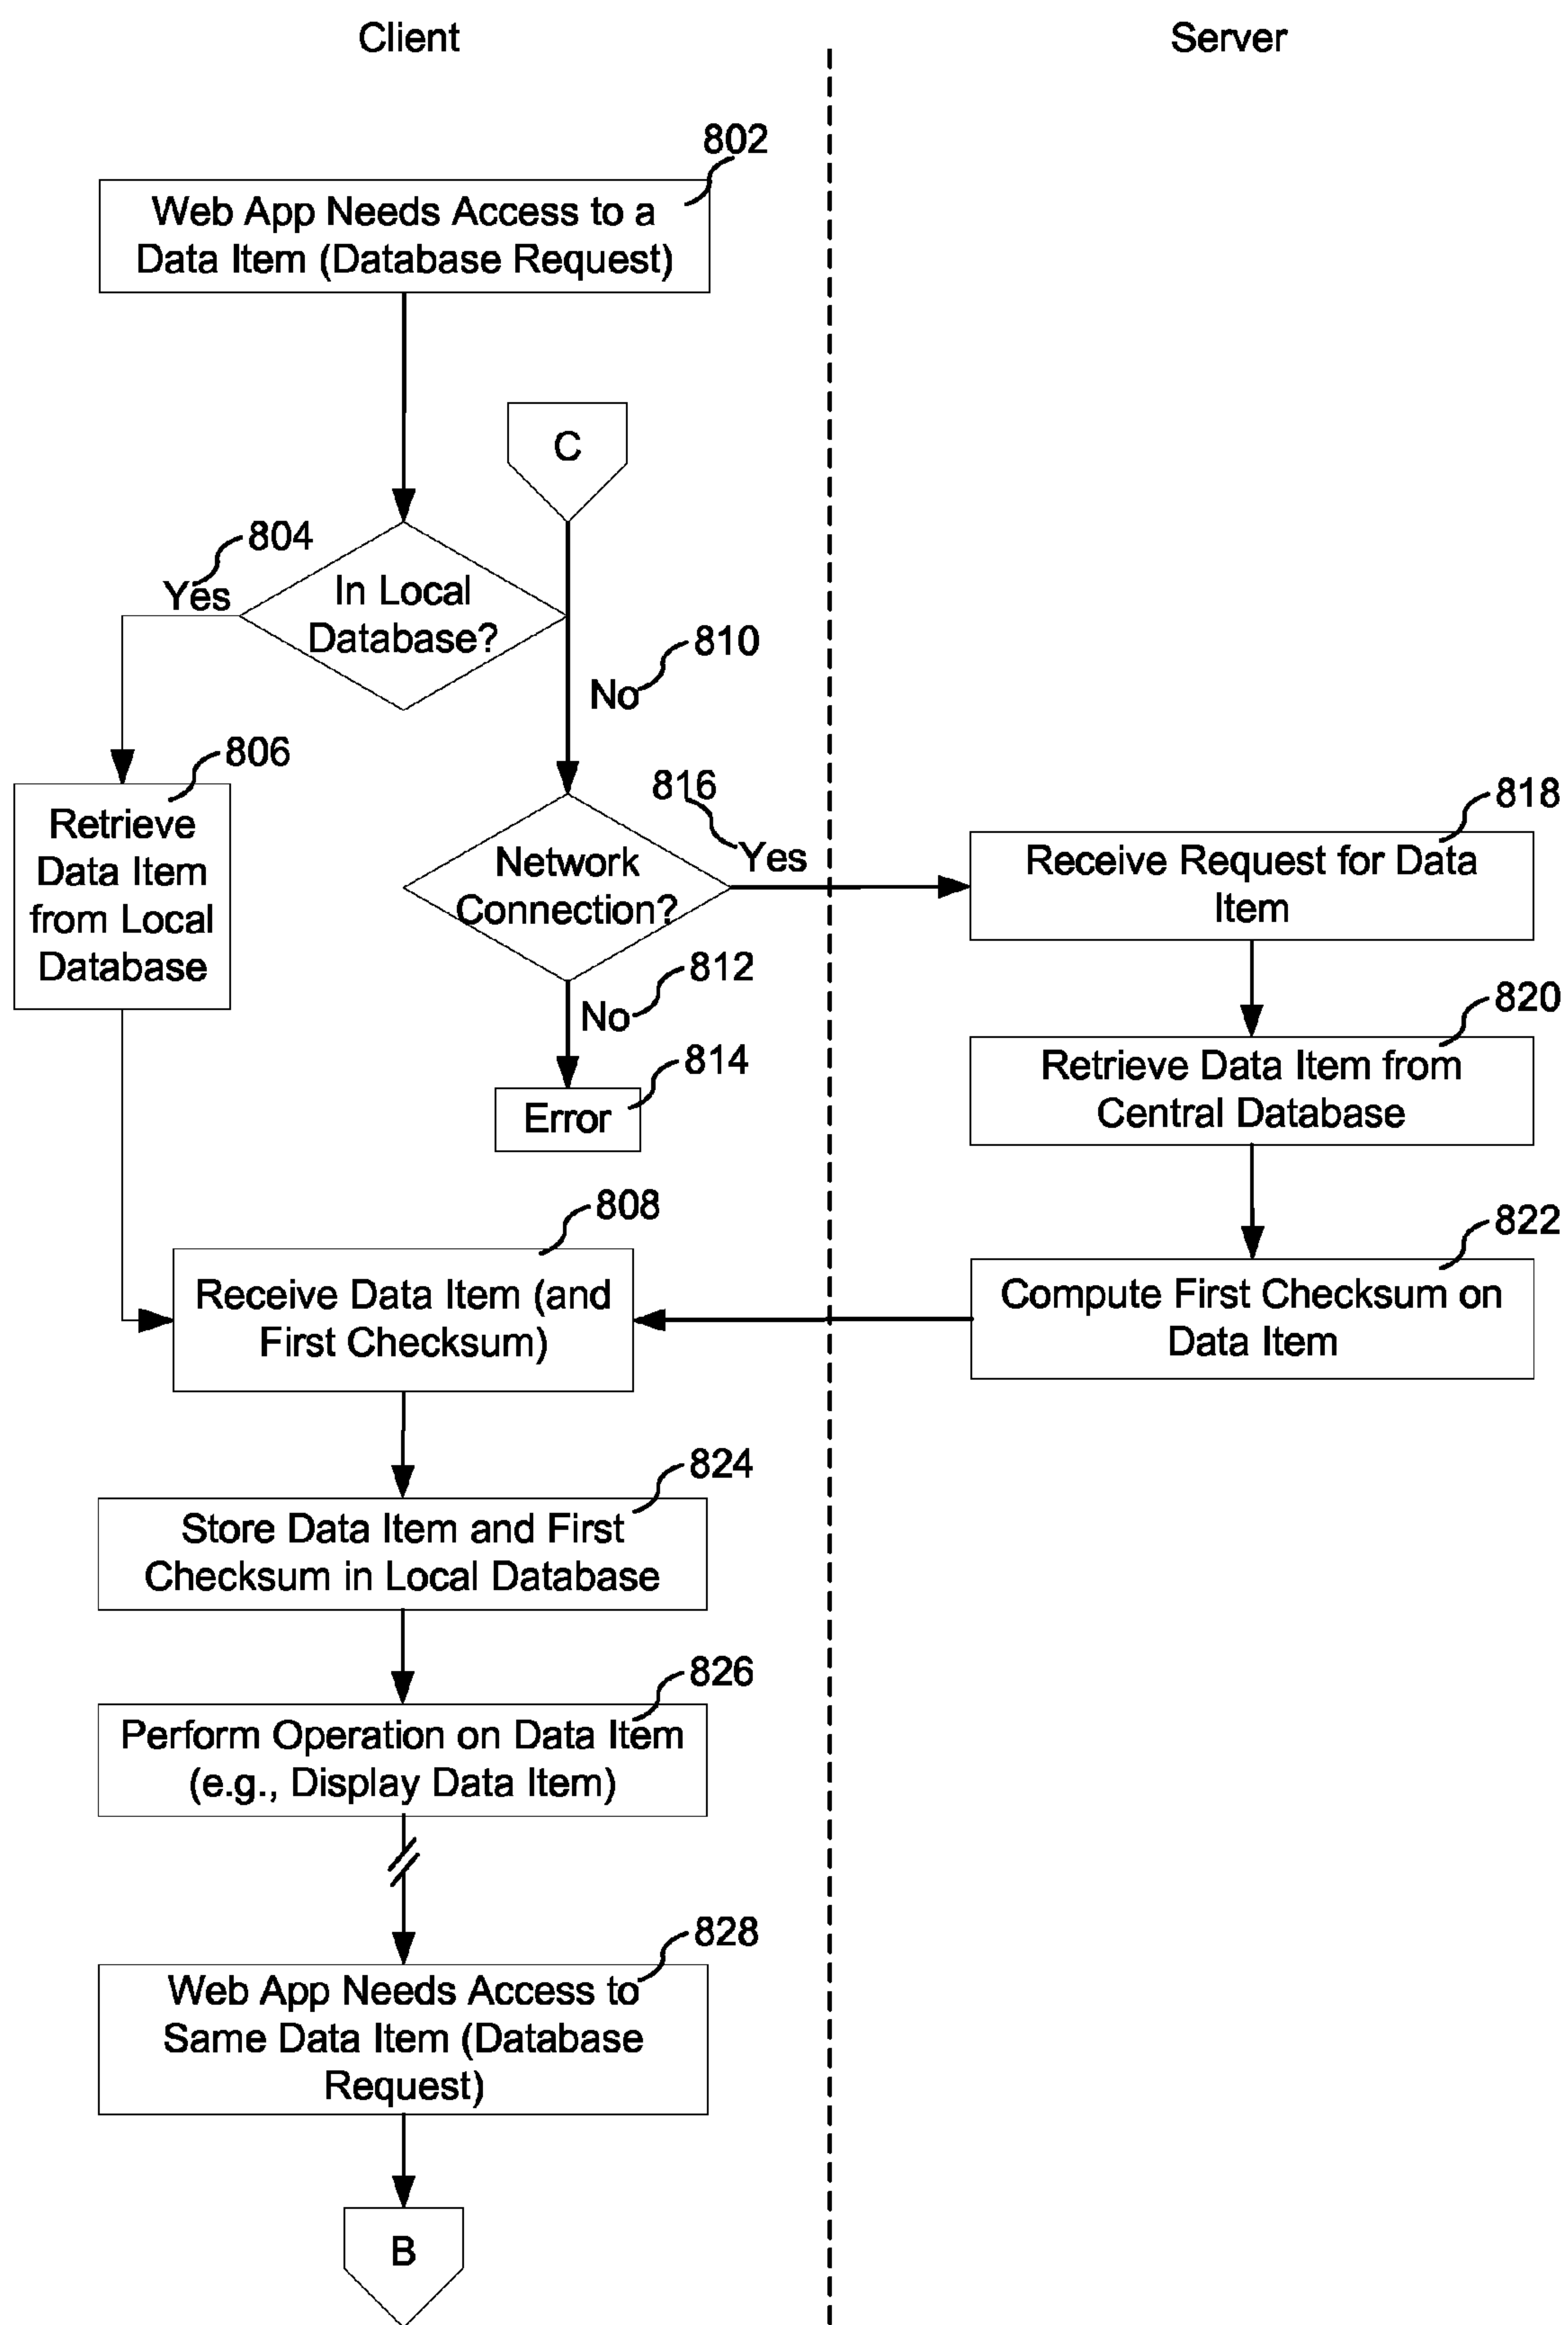 Client
Server
802
Web App Needs Access to a
Data Item (Database Request)
C
804
Yes
In Local
Database?
810
No
806
Retrieve
Data Item
from Local
Database
816
Yes
Network
Connection?
818
Receive Request for Data
Item
812
No
820
Retrieve Data Item from
Central Database
814
Error
808
Receive Data Item (and
First Checksum)
822
Compute First Checksum on
Data Item
824
Store Data Item and First
Checksum in Local Database
826
Perform Operation on Data Item
(e.g., Display Data Item)
828
Web App Needs Access to
Same Data Item (Database
Request)
B